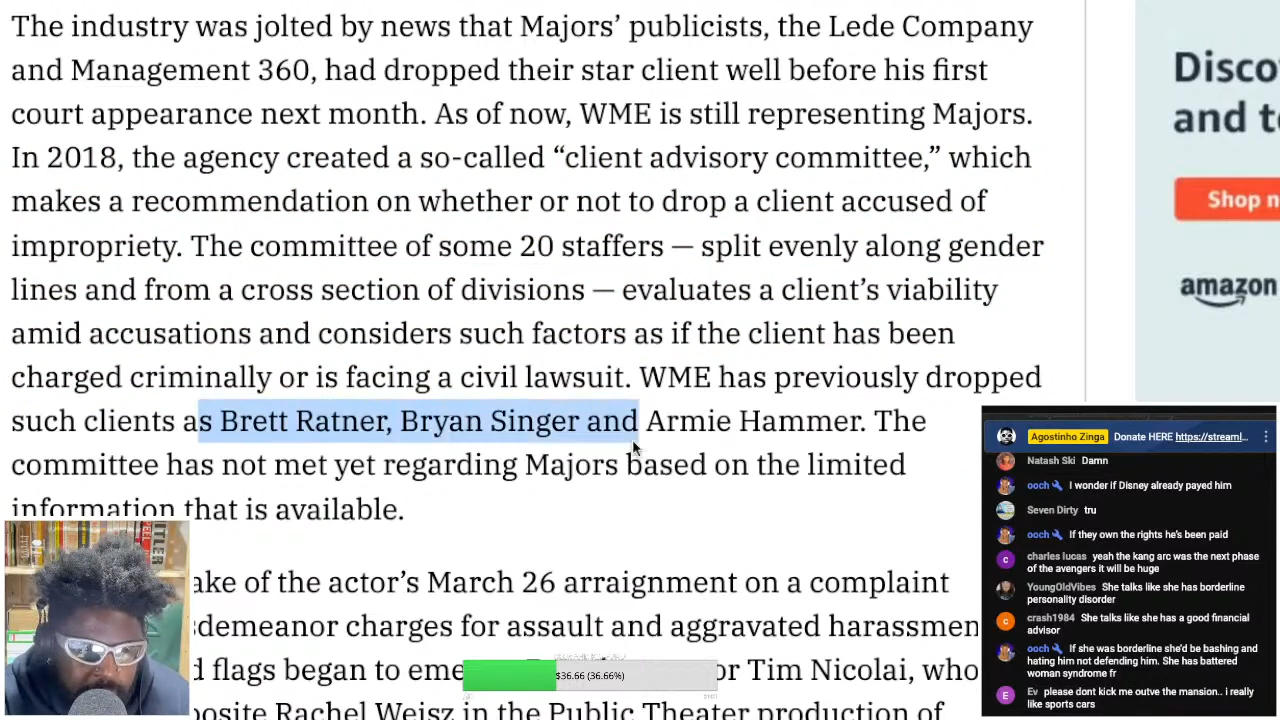 The industry was jolted by news that Majors’ publicists, the Lede Company
and Management 360, had dropped their star client well before his first
court appearance next month. As of now, WME is still representing Majors.
In 2018, the agency created a so-called “client advisory committee,” which
makes a recommendation on whether or not to drop a client accused of
impropriety. The committee of some 20 staffers — split evenly along gender
lines and from a cross section of divisions — evaluates a client’s viability
amid accusations and considers such factors as if the client has been
charged criminally or is facing a civil lawsuit. WME has previously dropped
such clients as Brett Ratner, Bryan Singer and Armie Hammer. The
committee has not met yet regarding Majors based on the limited
information that is available.
ake of the actor’s March 26 arraignment on a complaint
sdemeanor charges for assault and aggravated harassmen
d flags began to eme
or Tim Nicolai, who
posite Rachel Weisz in the Public Theater production of
$36.66 (36.66%)
Disco
and to
Shop n
amazon
Agostinho Zinga Donate HERE https://streaml...
Natash Ski Damn
ooch I wonder if Disney already payed him
Seven Dirty tru
ooch If they own the rights he’s been paid
charles lucas yeah the kang arc was the next phase
of the avengers it will be huge
YoungOldVibes She talks like she has borderline
personality disorder
crash1984 She talks like she has a good financial
advisor
ooch If she was borderline she’d be bashing and
hating him not defending him. She has battered
woman syndrome fr
Ev please dont kick me outve the mansion.. i really
like sports cars